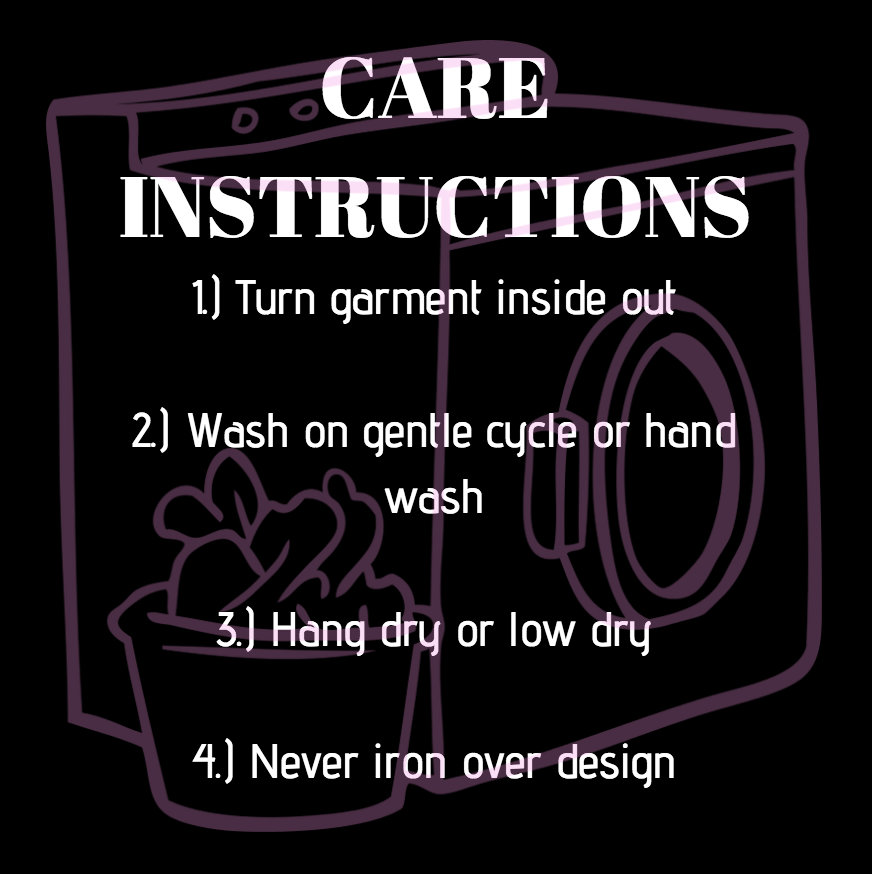 CARE
INSTRUCTIONS
1.) Turn garment inside out
2.) Wash on gentle cycle or hand
wash
3.) Hang dry or low dry
4.) Never iron over design